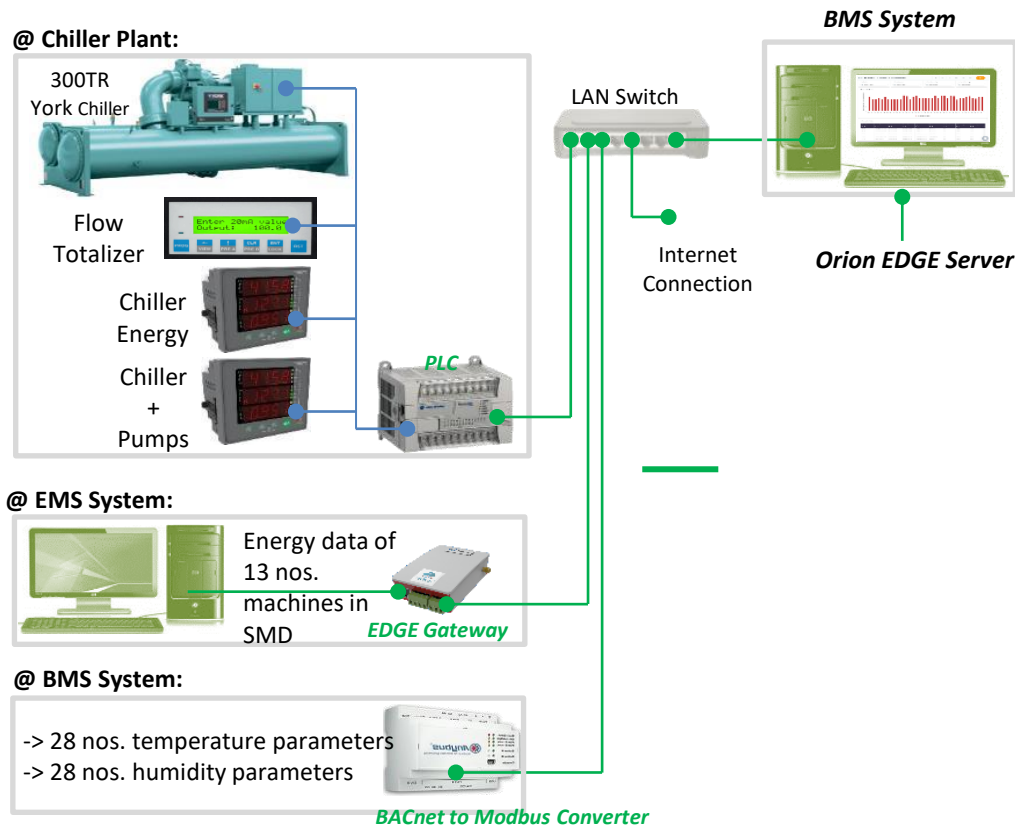 BMS System
@ Chiller Plant:
300TR
York Chiller
LAN Switch
Flow
Totalizer
Enter 20mA value
Output: 100.0
Chiller
Energy
Internet
Connection
Orion EDGE Server
Chiller
+
Pumps
PLC
@ EMS System:
Energy data of
13 nos.
machines in
SMD
EDGE Gateway
@ BMS System:
-> 28 nos. temperature parameters
-> 28 nos. humidity parameters
BACnet to Modbus Converter